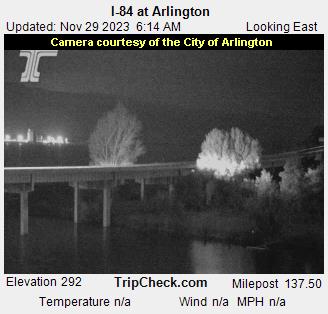 I-84 at Arlington
Updated: Nov 29 2023 6:14 AM Looking East
Camera courtesy of the City of Arlington
Elevation 292 TripCheck.com Milepost 137.50
Temperature n/a Wind n/a MPH n/a